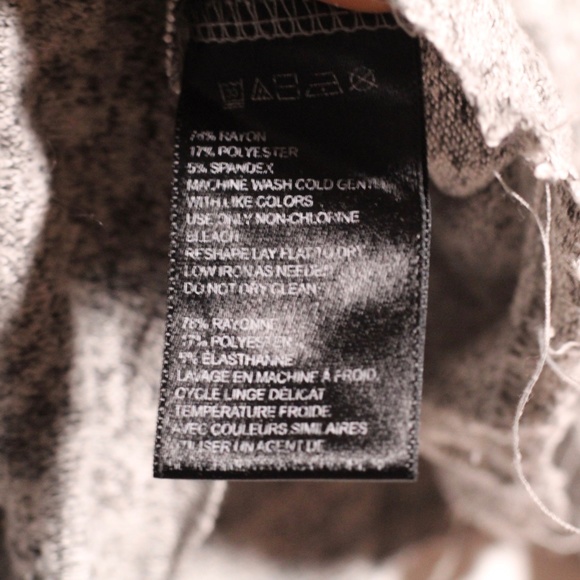 78% RAYON
17% POLYESTER
5% SPANDEX
MACHINE WASH COLD GENTLE
WITH LIKE COLORS
USE ONLY NON-CHLORINE
BLEACH
RESHAPE LAY FLAT TO DRY
LOW IRON AS NEEDED
DO NOT DRY CLEAN
78% RAYONNE
17% POLYESTER
5% ELASTHANNE
LAVAGE EN MACHINE A FROID,
CYCLE LINGE DÉLICAT
TEMPERATURE FROIDE
AVEC COULEURS SIMILAIRES
UTILISER UN AGENT DE